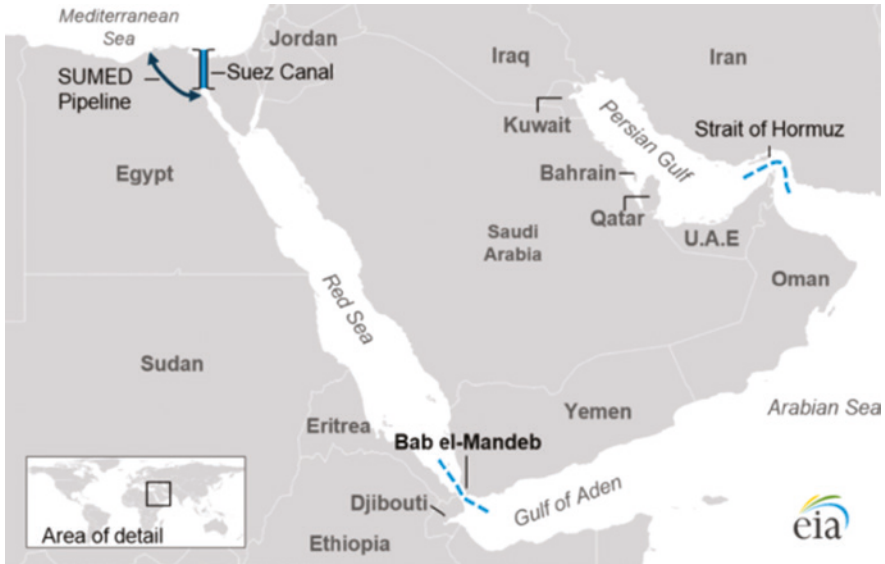 Mediterranean
Sea
Jordan
Iraq
Iran
SUMED
Pipeline
Suez Canal
Kuwait
Persian Gulf
Strait of Hormuz
Egypt
Bahrain
Qatar
Saudi
Arabia
U.A.E
Oman
Red Sea
Sudan
Eritrea
Yemen
Arabian Sea
Bab el-Mandeb
Djibouti
Gulf of Aden
Ethiopia
Area of detail
eia